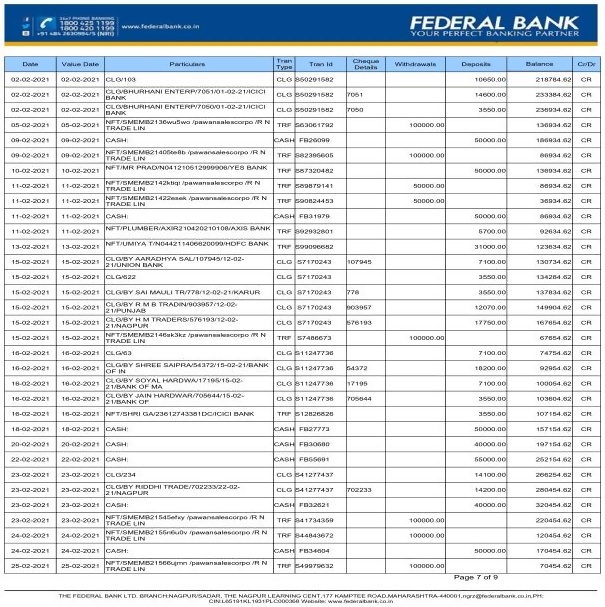 24x7 PHONE BANKING
1800 425 1199
1800 420 1199
+91 484 2630994/5 (NRI)
www.federalbank.co.in
FEDERAL BANK
YOUR PERFECT BANKING PARTNER
Date Value Date Particulars Tran Type Tran Id Cheque Details Withdrawals Deposits Balance Cr/Dr
02-02-2021 02-02-2021 CLG/103 CLG S50291582 10650.00 218784.62 CR
02-02-2021 02-02-2021 CLG/BHURHANI ENTERP/7051/01-02-21/ICICI BANK CLG S50291582 7051 14600.00 233384.62 CR
02-02-2021 02-02-2021 CLG/BHURHANI ENTERP/7050/01-02-21/ICICI BANK CLG S50291582 7050 3550.00 236934.62 CR
05-02-2021 05-02-2021 NFT/SMEMB2136wu5wo /pawansalescorpo /R N TRADE LIN TRF S63061792 100000.00 136934.62 CR
09-02-2021 09-02-2021 CASH: CASH FB26099 50000.00 186934.62 CR
09-02-2021 09-02-2021 NFT/SMEMB21405te8b /pawansalescorpo /R N TRADE LIN TRF S82395605 100000.00 86934.62 CR
10-02-2021 10-02-2021 NFT/MR PRAD/N041210512999906/YES BANK TRF S87320482 50000.00 136934.62 CR
11-02-2021 11-02-2021 NFT/SMEMB2142ktiqi /pawansalescorpo /R N TRADE LIN TRF S89879141 50000.00 86934.62 CR
11-02-2021 11-02-2021 NFT/SMEMB21422esek /pawansalescorpo /R N TRADE LIN TRF S90824453 50000.00 36934.62 CR
11-02-2021 11-02-2021 CASH: CASH FB31979 50000.00 86934.62 CR
11-02-2021 11-02-2021 NFT/PLUMBER/AXIR210420210108/AXIS BANK TRF S92932801 5700.00 92634.62 CR
13-02-2021 13-02-2021 NFT/UMIYA T/N044211406620099/HDFC BANK TRF S99096682 31000.00 123634.62 CR
15-02-2021 15-02-2021 CLG/BY AARADHYA SAL/107945/12-02-21/UNION BANK CLG S7170243 107945 7100.00 130734.62 CR
15-02-2021 15-02-2021 CLG/622 CLG S7170243 3550.00 134284.62 CR
15-02-2021 15-02-2021 CLG/BY SAI MAULI TR/778/12-02-21/KARUR CLG S7170243 778 3550.00 137834.62 CR
15-02-2021 15-02-2021 CLG/BY R M B TRADIN/903957/12-02-21/PUNJAB CLG S7170243 903957 12070.00 149904.62 CR
15-02-2021 15-02-2021 CLG/BY H M TRADERS/576193/12-02-21/NAGPUR CLG S7170243 576193 17750.00 167654.62 CR
15-02-2021 15-02-2021 NFT/SMEMB2146sk3kz /pawansalescorpo /R N TRADE LIN TRF S7486673 100000.00 67654.62 CR
16-02-2021 16-02-2021 CLG/63 CLG S11247736 7100.00 74754.62 CR
16-02-2021 16-02-2021 CLG/BY SHREE SAIPRA/54372/15-02-21/BANK OF IN CLG S11247736 54372 18200.00 92954.62 CR
16-02-2021 16-02-2021 CLG/BY SOYAL HARDWA/17195/15-02-21/BANK OF MA CLG S11247736 17195 7100.00 100054.62 CR
16-02-2021 16-02-2021 CLG/BY JAIN HARDWAR/705644/15-02-21/BANK OF CLG S11247736 705644 3550.00 103604.62 CR
16-02-2021 16-02-2021 NFT/SHRI GA/23612743381DC/ICICI BANK TRF S12826826 3550.00 107154.62 CR
18-02-2021 18-02-2021 CASH: CASH FB27773 50000.00 157154.62 CR
20-02-2021 20-02-2021 CASH: CASH FB30680 40000.00 197154.62 CR
22-02-2021 22-02-2021 CASH: CASH FB55691 55000.00 252154.62 CR
23-02-2021 23-02-2021 CLG/234 CLG S41277437 14100.00 266254.62 CR
23-02-2021 23-02-2021 CLG/BY RIDDHI TRADE/702233/22-02-21/NAGPUR CLG S41277437 702233 14200.00 280454.62 CR
23-02-2021 23-02-2021 CASH: CASH FB32621 40000.00 320454.62 CR
23-02-2021 23-02-2021 NFT/SMEMB21545efxy /pawansalescorpo /R N TRADE LIN TRF S41734359 100000.00 220454.62 CR
24-02-2021 24-02-2021 NFT/SMEMB2155n6u0v /pawansalescorpo /R N TRADE LIN TRF S44843672 100000.00 120454.62 CR
24-02-2021 24-02-2021 CASH: CASH FB34604 50000.00 170454.62 CR
25-02-2021 25-02-2021 NFT/SMEMB21566ujmn /pawansalescorpo /R N TRADE LIN TRF S49979632 100000.00 70454.62 CR
Page 7 of 9
THE FEDERAL BANK LTD. BRANCH:NAGPUR/SADAR, THE NAGPUR LEARNING CENT,177 KAMPTEE ROAD,MAHARASHTRA-440001,ngrz@federalbank.co.in,PH:
CIN:L65191KL1931PLC000368 Website: www.federalbank.co.in